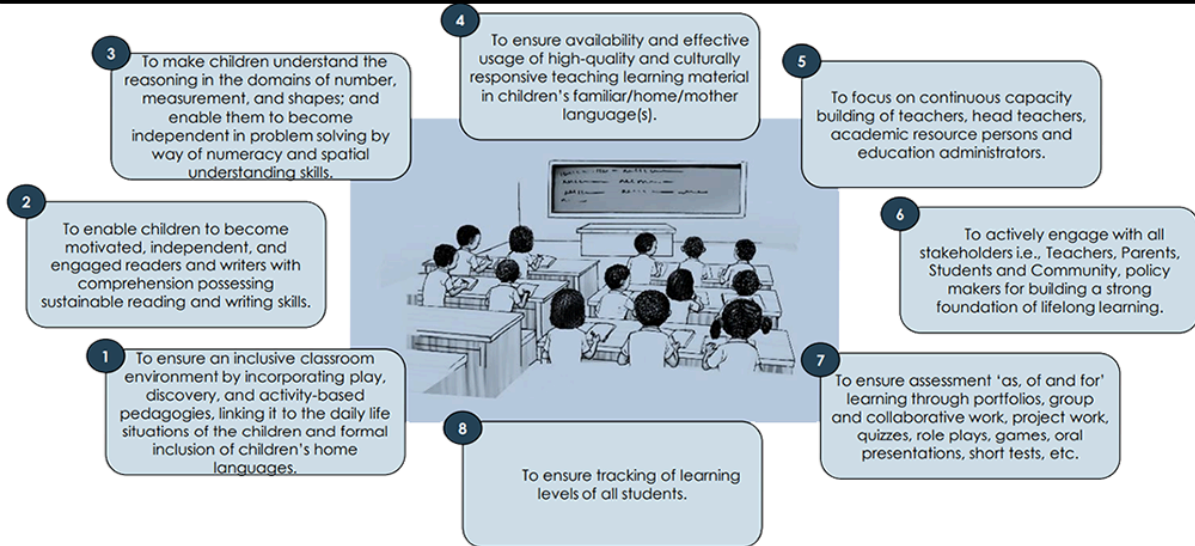 1
To ensure an inclusive classroom
environment by incorporating play,
discovery, and activity-based
pedagogies, linking it to the daily life
situations of the children and formal
inclusion of children’s home
languages.
2
To enable children to become
motivated, independent, and
engaged readers and writers with
comprehension possessing
sustainable reading and writing skills.
3
To make children understand the
reasoning in the domains of number,
measurement, and shapes; and
enable them to become
independent in problem solving by
way of numeracy and spatial
understanding skills.
4
To ensure availability and effective
usage of high-quality and culturally
responsive teaching learning material
in children’s familiar/home/mother
language(s).
5
To focus on continuous capacity
building of teachers, head teachers,
academic resource persons and
education administrators.
6
To actively engage with all
stakeholders i.e., Teachers, Parents,
Students and Community, policy
makers for building a strong
foundation of lifelong learning.
7
To ensure assessment ‘as, of and for’
learning through portfolios, group
and collaborative work, project work,
quizzes, role plays, games, oral
presentations, short tests, etc.
8
To ensure tracking of learning
levels of all students.